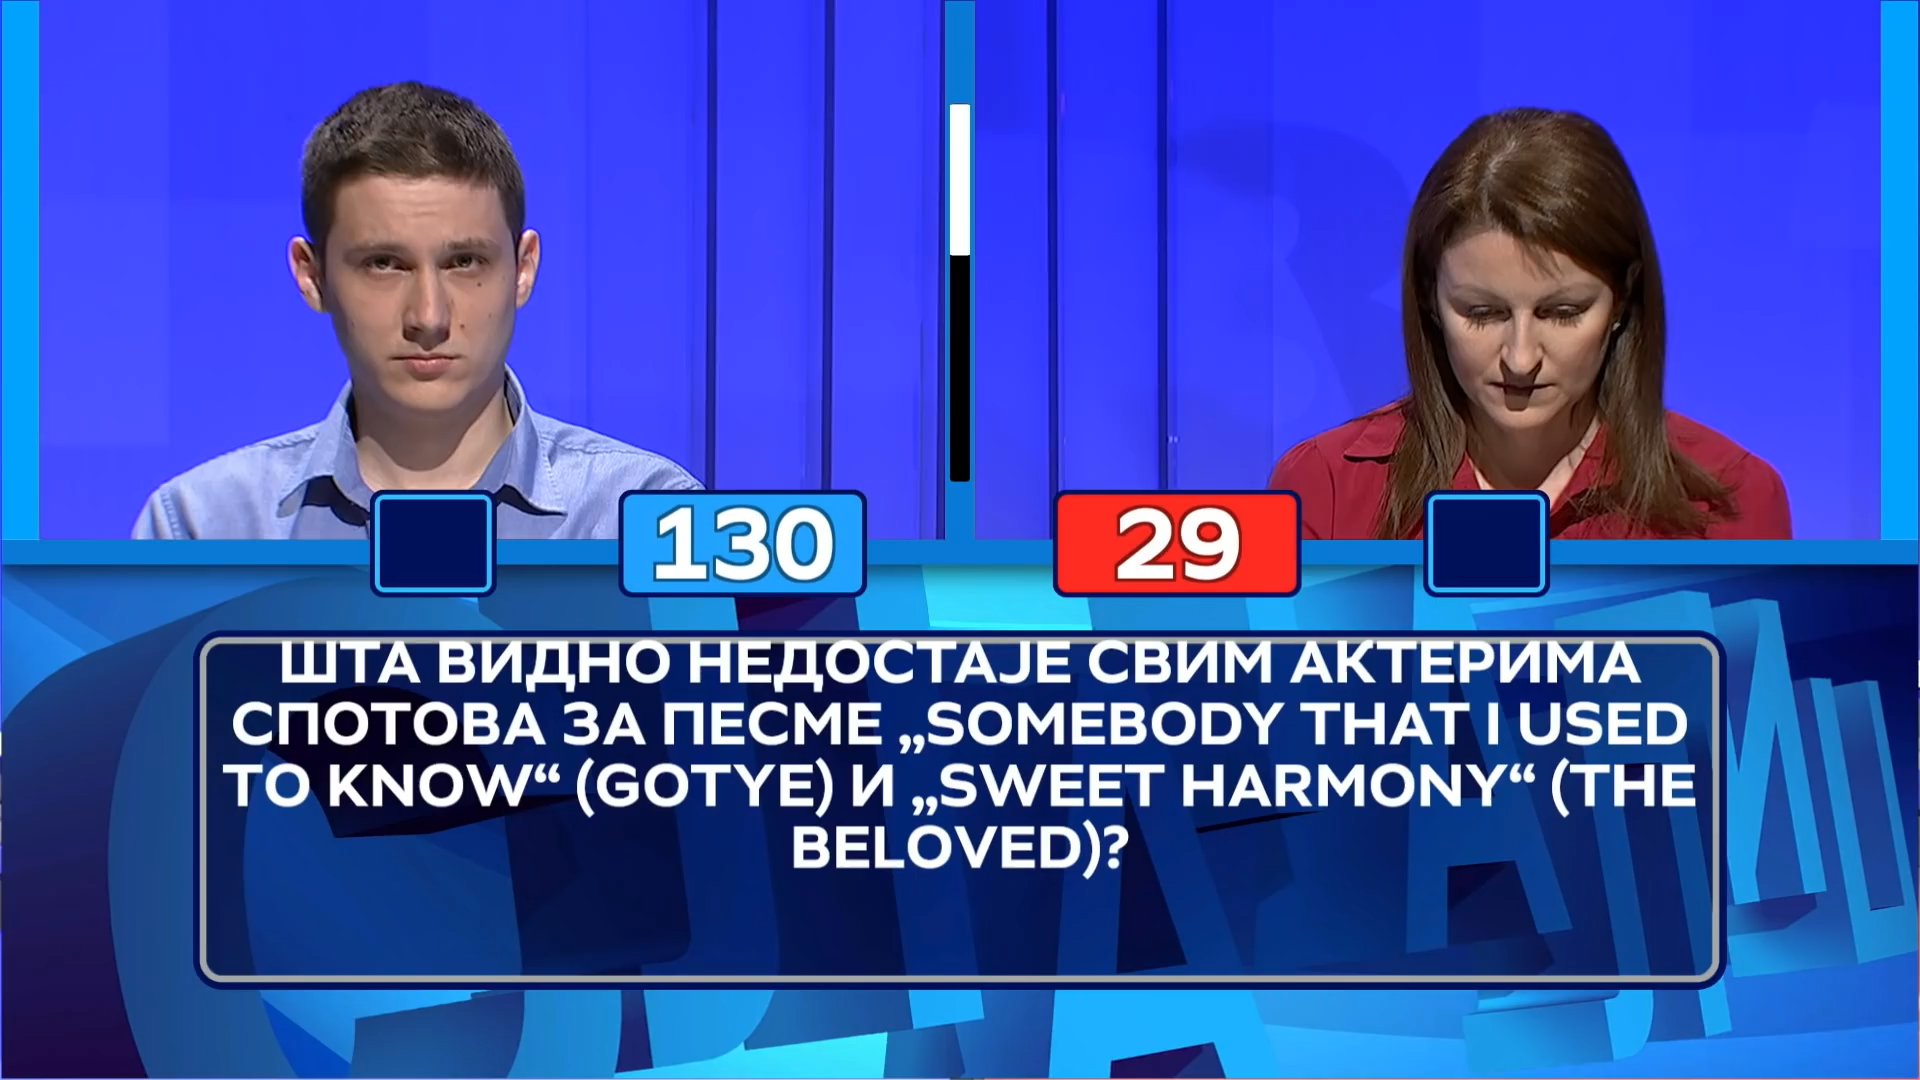 130
29
ШТА ВИДНО НЕДОСТАЈЕ СВИМ АКТЕРИМА
СПОТОВА ЗА ПЕСМЕ „SOMEBODY THAT I USED
TO KNOW“ (GOTYE) И „SWEET HARMONY“ (THE
BELOVED)?